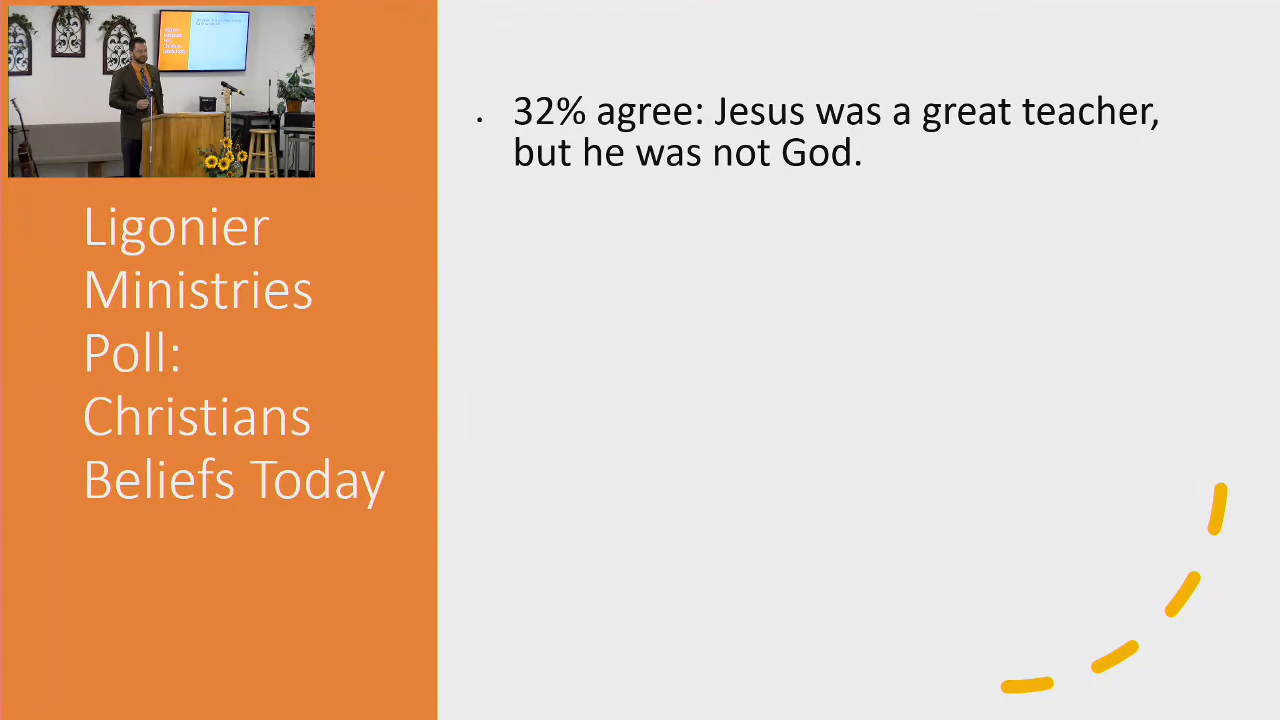 Ligonier
Ministries
Poll:
Christians
Beliefs Today
. 32% agree: Jesus was a great teacher,
but he was not God.